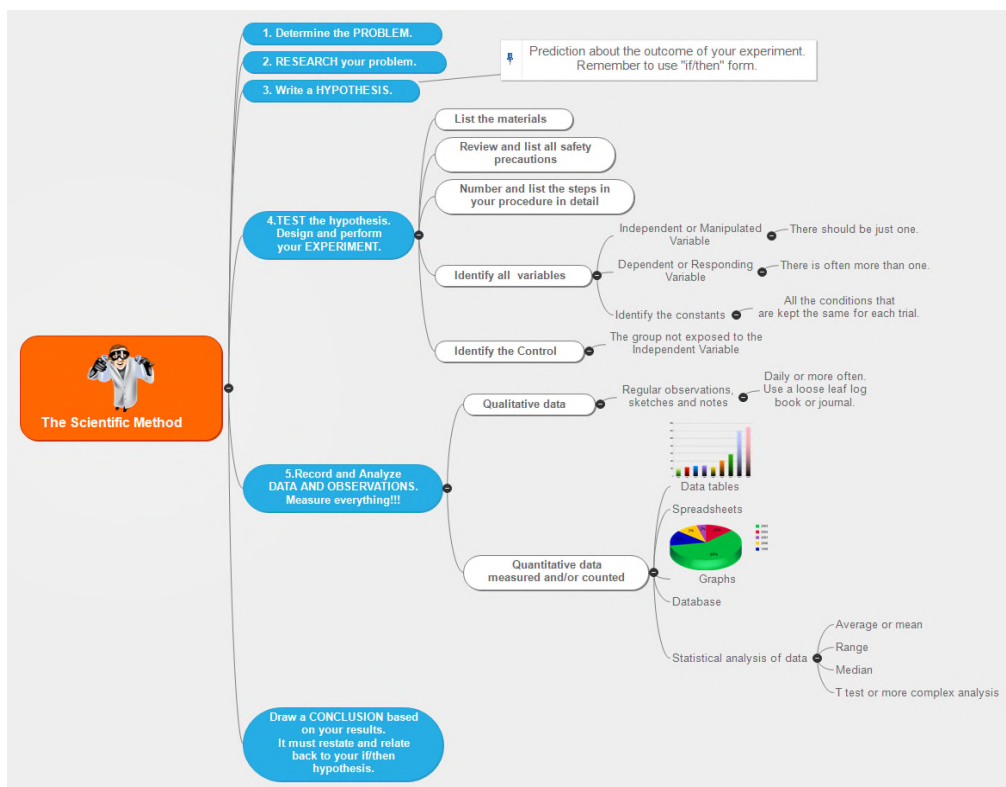 1. Determine the PROBLEM.
2. RESEARCH your problem.
3. Write a HYPOTHESIS.
Prediction about the outcome of your experiment.
Remember to use "if/then" form.
4.TEST the hypothesis.
Design and perform
your EXPERIMENT.
List the materials
Review and list all safety
precautions
Number and list the steps in
your procedure in detail
Identify all variables
Independent or Manipulated
Variable
There should be just one.
Dependent or Responding
Variable
There is often more than one.
Identify the constants
All the conditions that
are kept the same for each trial.
Identify the Control
The group not exposed to the
Independent Variable
The Scientific Method
5.Record and Analyze
DATA AND OBSERVATIONS.
Measure everything!!!
Qualitative data
Regular observations,
sketches and notes
Daily or more often.
Use a loose leaf log
book or journal.
Quantitative data
measured and/or counted
Data tables
Spreadsheets
Graphs
Database
Statistical analysis of data
Average or mean
Range
Median
T test or more complex analysis
Draw a CONCLUSION based
on your results.
It must restate and relate
back to your if/then
hypothesis.